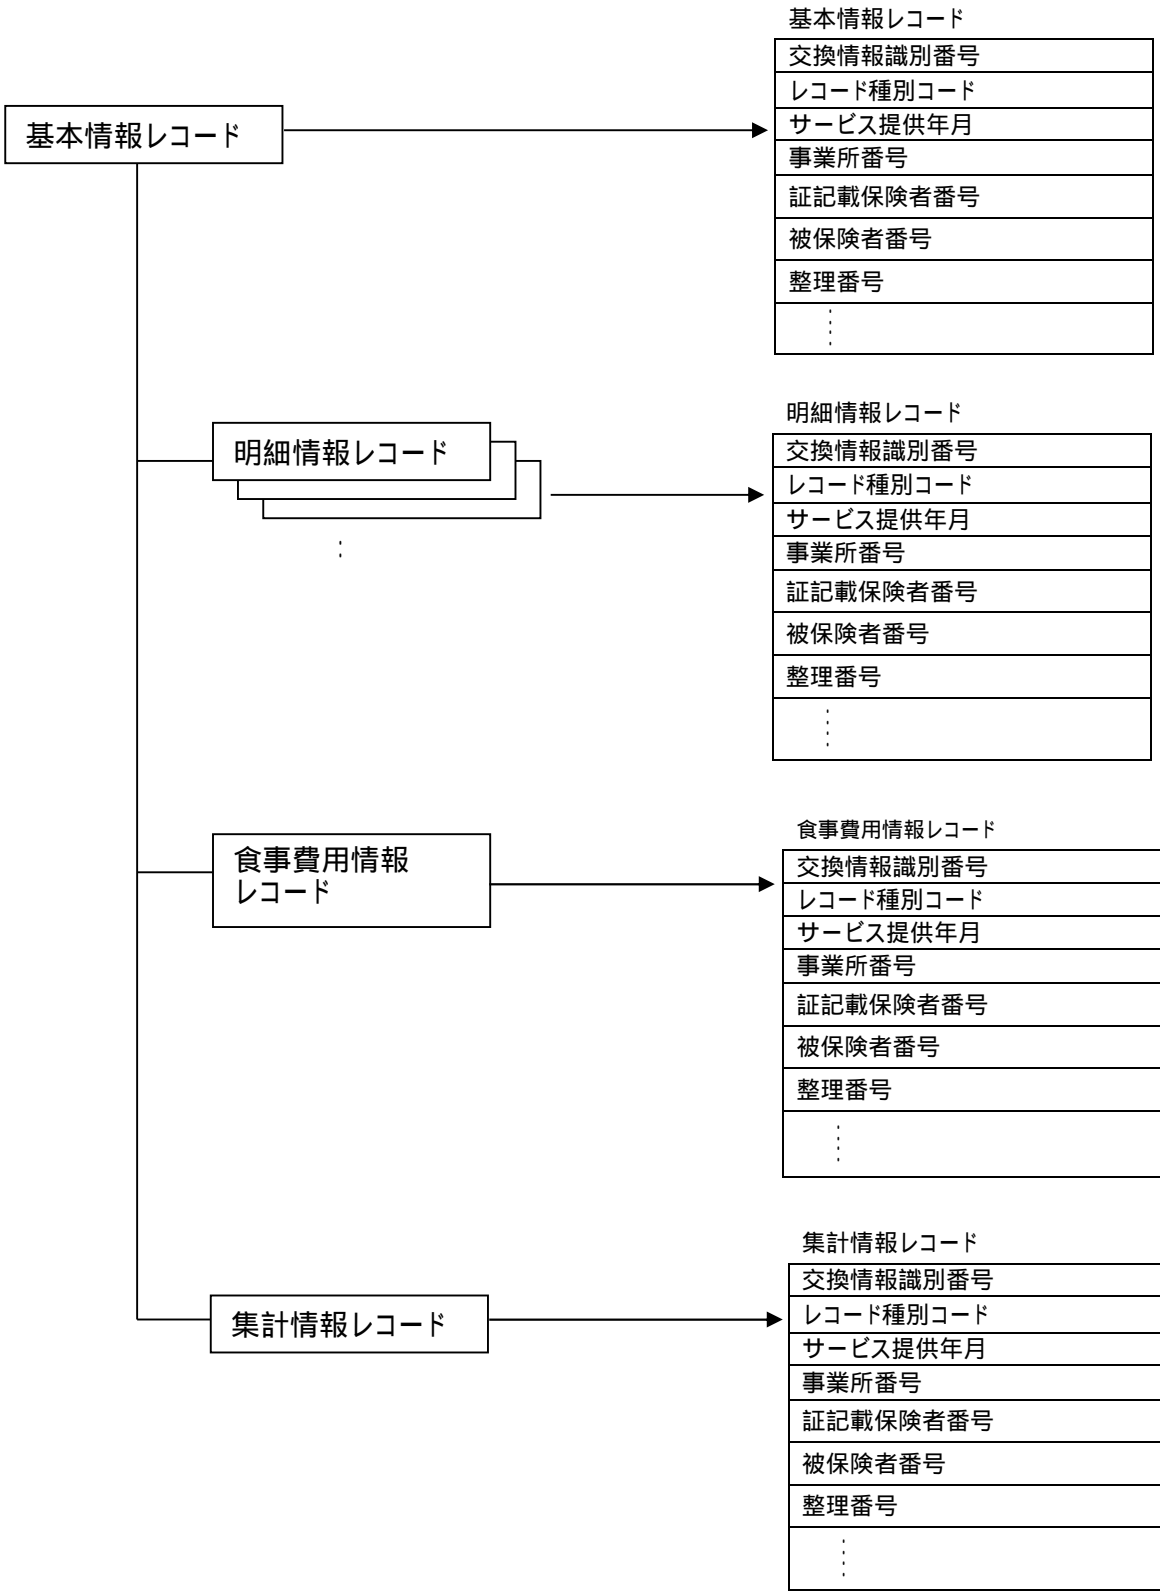 基本情報レコード
基本情報レコード
交換情報識別番号
レコード種別コード
サービス提供年月
事業所番号
証記載保険者番号
被保険者番号
整理番号
明細情報レコード
明細情報レコード
交換情報識別番号
レコード種別コード
サービス提供年月
事業所番号
証記載保険者番号
被保険者番号
整理番号
食事費用情報
レコード
食事費用情報レコード
交換情報識別番号
レコード種別コード
サービス提供年月
事業所番号
証記載保険者番号
被保険者番号
整理番号
集計情報レコード
集計情報レコード
交換情報識別番号
レコード種別コード
サービス提供年月
事業所番号
証記載保険者番号
被保険者番号
整理番号